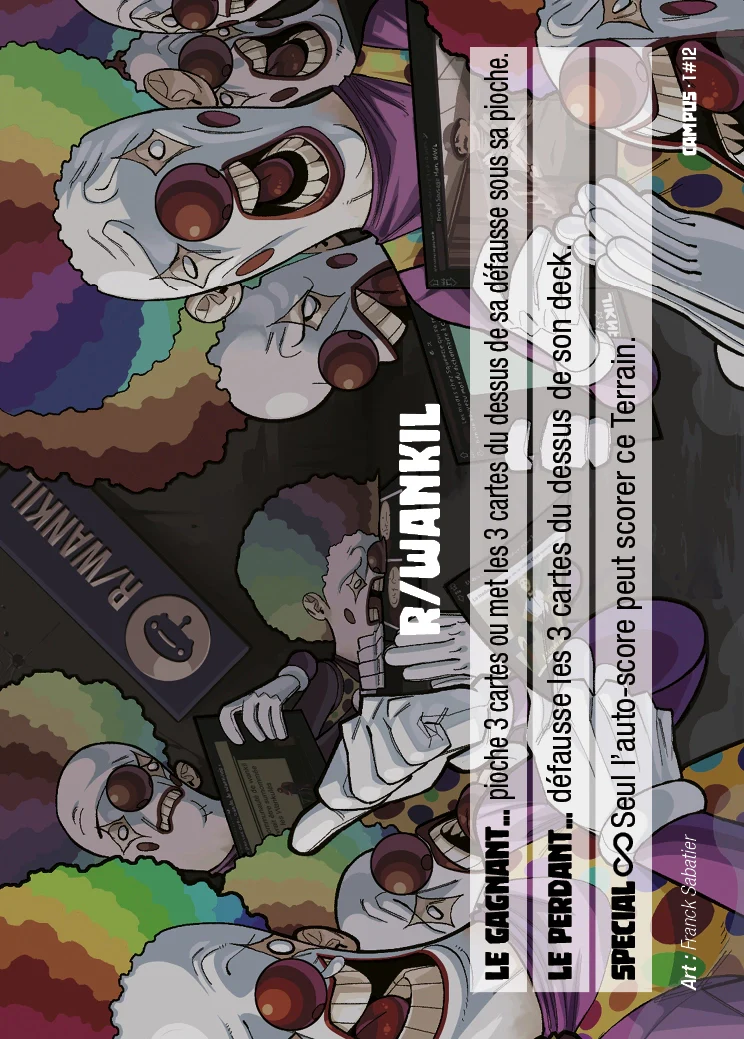 R/WANKIL
R/WANKIL
LE GAGNANT... pioche 3 cartes ou met les 3 cartes du dessus de sa défausse sous sa pioche.
LE PERDANT... défausse les 3 cartes du dessus de son deck.
SPECIAL ∞ Seul l'auto-score peut scorer ce Terrain.
Art : Franck Sabatier
CAMPUS · T#12